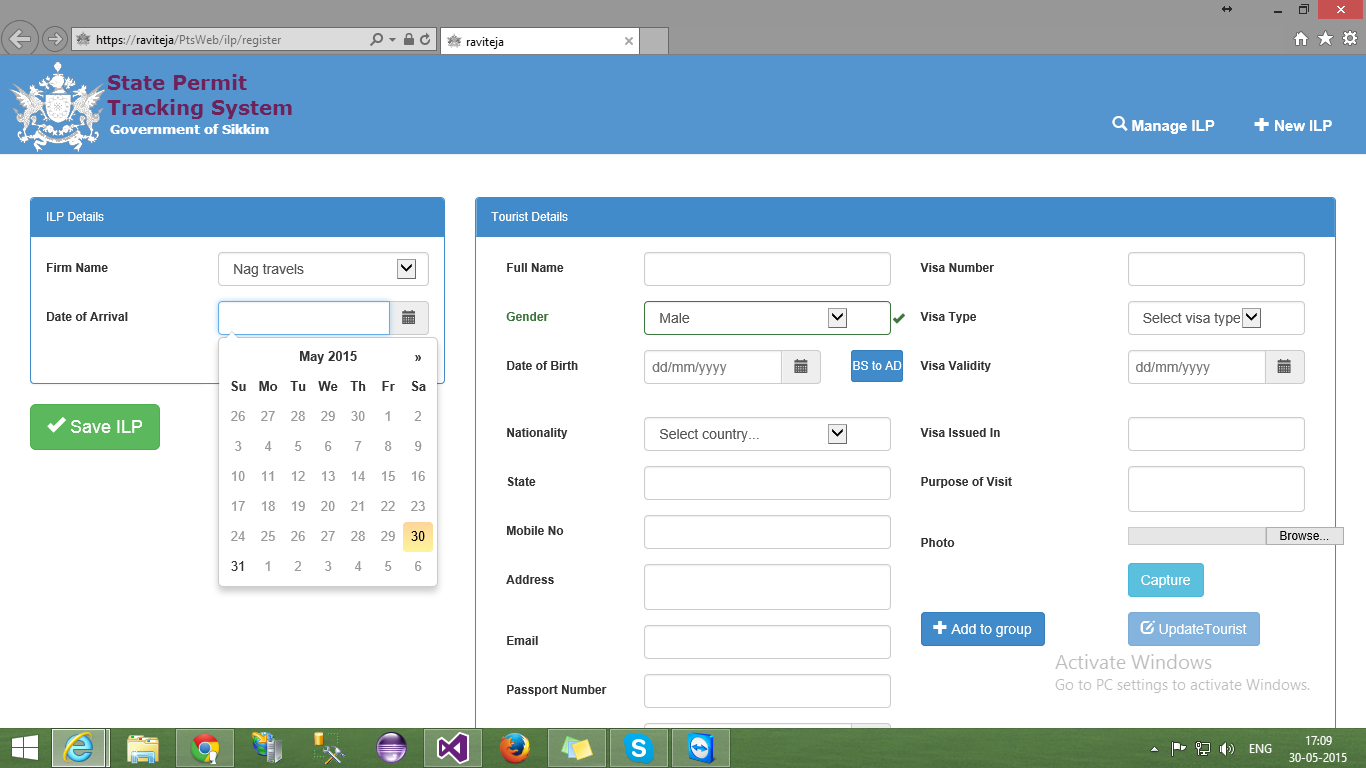 https://raviteja/PtsWeb/ilp/register
raviteja
State Permit
Tracking System
Government of Sikkim
Manage ILP
New ILP
ILP Details
Firm Name
Nag travels
Date of Arrival
May 2015 »
Su Mo Tu We Th Fr Sa
26 27 28 29 30 1 2
3 4 5 6 7 8 9
10 11 12 13 14 15 16
17 18 19 20 21 22 23
24 25 26 27 28 29 30
31 1 2 3 4 5 6
Save ILP
Tourist Details
Full Name
Gender
Male
Date of Birth
dd/mm/yyyy
BS to AD
Nationality
Select country...
State
Mobile No
Address
Email
Passport Number
Visa Number
Visa Type
Select visa type
Visa Validity
dd/mm/yyyy
Visa Issued In
Purpose of Visit
Photo
Browse...
Capture
Add to group
UpdateTourist
Activate Windows
Go to PC settings to activate Windows.
ENG
17:09
30-05-2015